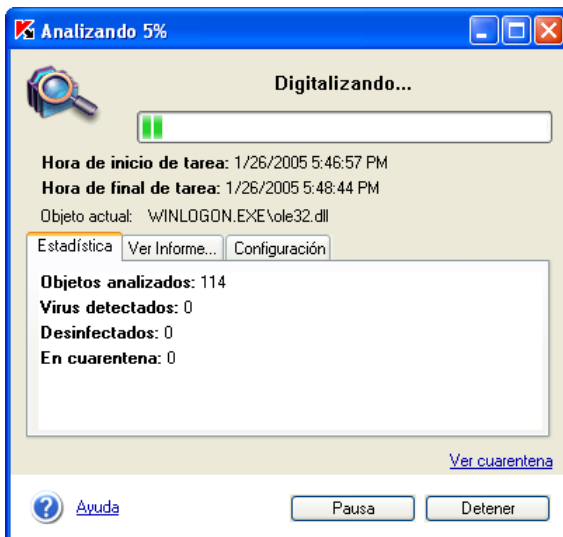 Analizando 5%
Digitalizando...
Hora de inicio de tarea: 1/26/2005 5:46:57 PM
Hora de final de tarea: 1/26/2005 5:48:44 PM
Objeto actual: WINLOGON.EXE\ole32.dll
Estadística Ver Informe... Configuración
Objetos analizados: 114
Virus detectados: 0
Desinfectados: 0
En cuarentena: 0
Ver cuarentena
Ayuda Pausa Detener